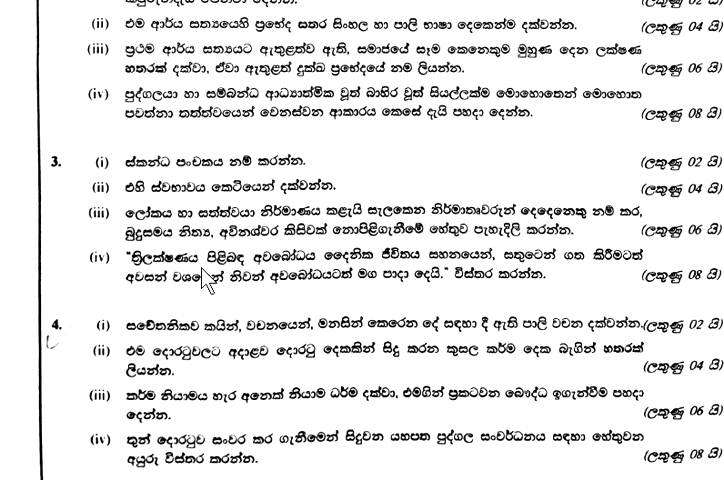 (ලකුණු 02 යි)
(ii) එම ආර්ය සත්‍යයෙහි ප්‍රභේද සතර සිංහල හා පාලි භාෂා දෙකෙන්ම දක්වන්න. (ලකුණු 04 යි)
(iii) ප්‍රථම ආර්ය සත්‍යයට ඇතුළත්ව ඇති, සමාජයේ සෑම කෙනෙකුම මුහුණ දෙන ලක්ෂණ
හතරක් දක්වා, ඒවා ඇතුළත් දුක්ඛ ප්‍රභේදයේ නම ලියන්න. (ලකුණු 06 යි)
(iv) පුද්ගලයා හා සම්බන්ධ ආධ්‍යාත්මික වූත් බාහිර වූත් සියල්ලක්ම මොහොතෙන් මොහොත
පවත්නා තත්ත්වයෙන් වෙනස්වන ආකාරය කෙසේ දැයි පහදා දෙන්න. (ලකුණු 08 යි)
3. (i) ස්කන්ධ පංචකය නම් කරන්න. (ලකුණු 02 යි)
(ii) එහි ස්වභාවය කෙටියෙන් දක්වන්න. (ලකුණු 04 යි)
(iii) ලෝකය හා සත්ත්වයා නිර්මාණය කළැයි සැලකෙන නිර්මාතෘවරුන් දෙදෙනෙකු නම් කර,
බුදුසමය නිත්‍ය, අවිනශ්වර කිසිවක් නොපිළිගැනීමේ හේතුව පැහැදිලි කරන්න. (ලකුණු 06 යි)
(iv) "ත්‍රිලක්ෂණය පිළිබඳ අවබෝධය දෛනික ජීවිතය සහනයෙන්, සතුටෙන් ගත කිරීමටත්
අවසන් නිවන් අවබෝධයටත් මග පාදා දෙයි." විස්තර කරන්න. (ලකුණු 08 යි)
4. (i) සචේතනිකව කයින්, වචනයෙන්, මනසින් කෙරෙන දේ සඳහා දී ඇති පාලි වචන දක්වන්න. (ලකුණු 02 යි)
(ii) එම දොරටුවලට අදාළව දොරටු දෙකකින් සිදු කරන කුසල කර්ම දෙක බැගින් හතරක්
ලියන්න. (ලකුණු 04 යි)
(iii) කර්ම නියාමය හැර අනෙක් නියාම ධර්ම දක්වා, එමගින් ප්‍රකටවන බෞද්ධ ඉගැන්වීම පහදා
දෙන්න. (ලකුණු 06 යි)
(iv) තුන් දොරටුව සංවර කර ගැනීමෙන් සිදුවන යහපත පුද්ගල සංවර්ධනය සඳහා හේතුවන
අයුරු විස්තර කරන්න. (ලකුණු 08 යි)